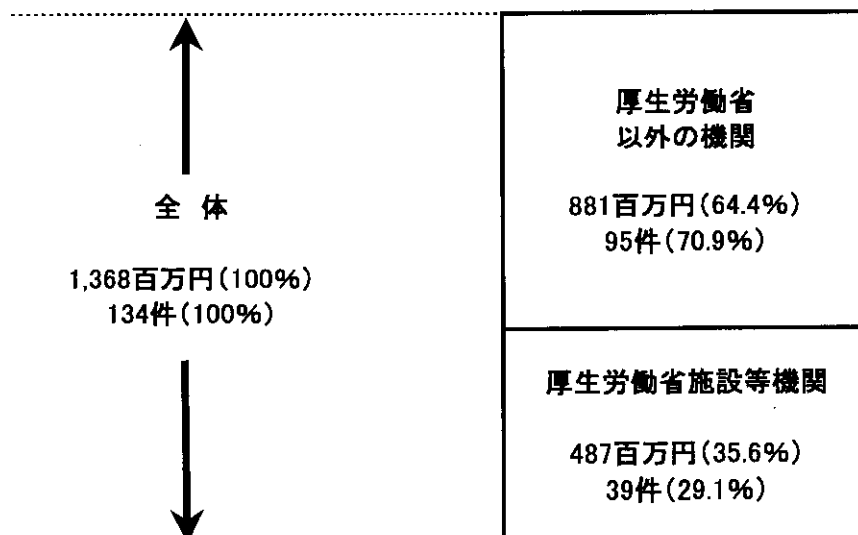 全 体
1,368百万円(100%)
134件(100%)
厚生労働省
以外の機関
881百万円(64.4%)
95件(70.9%)
厚生労働省施設等機関
487百万円(35.6%)
39件(29.1%)